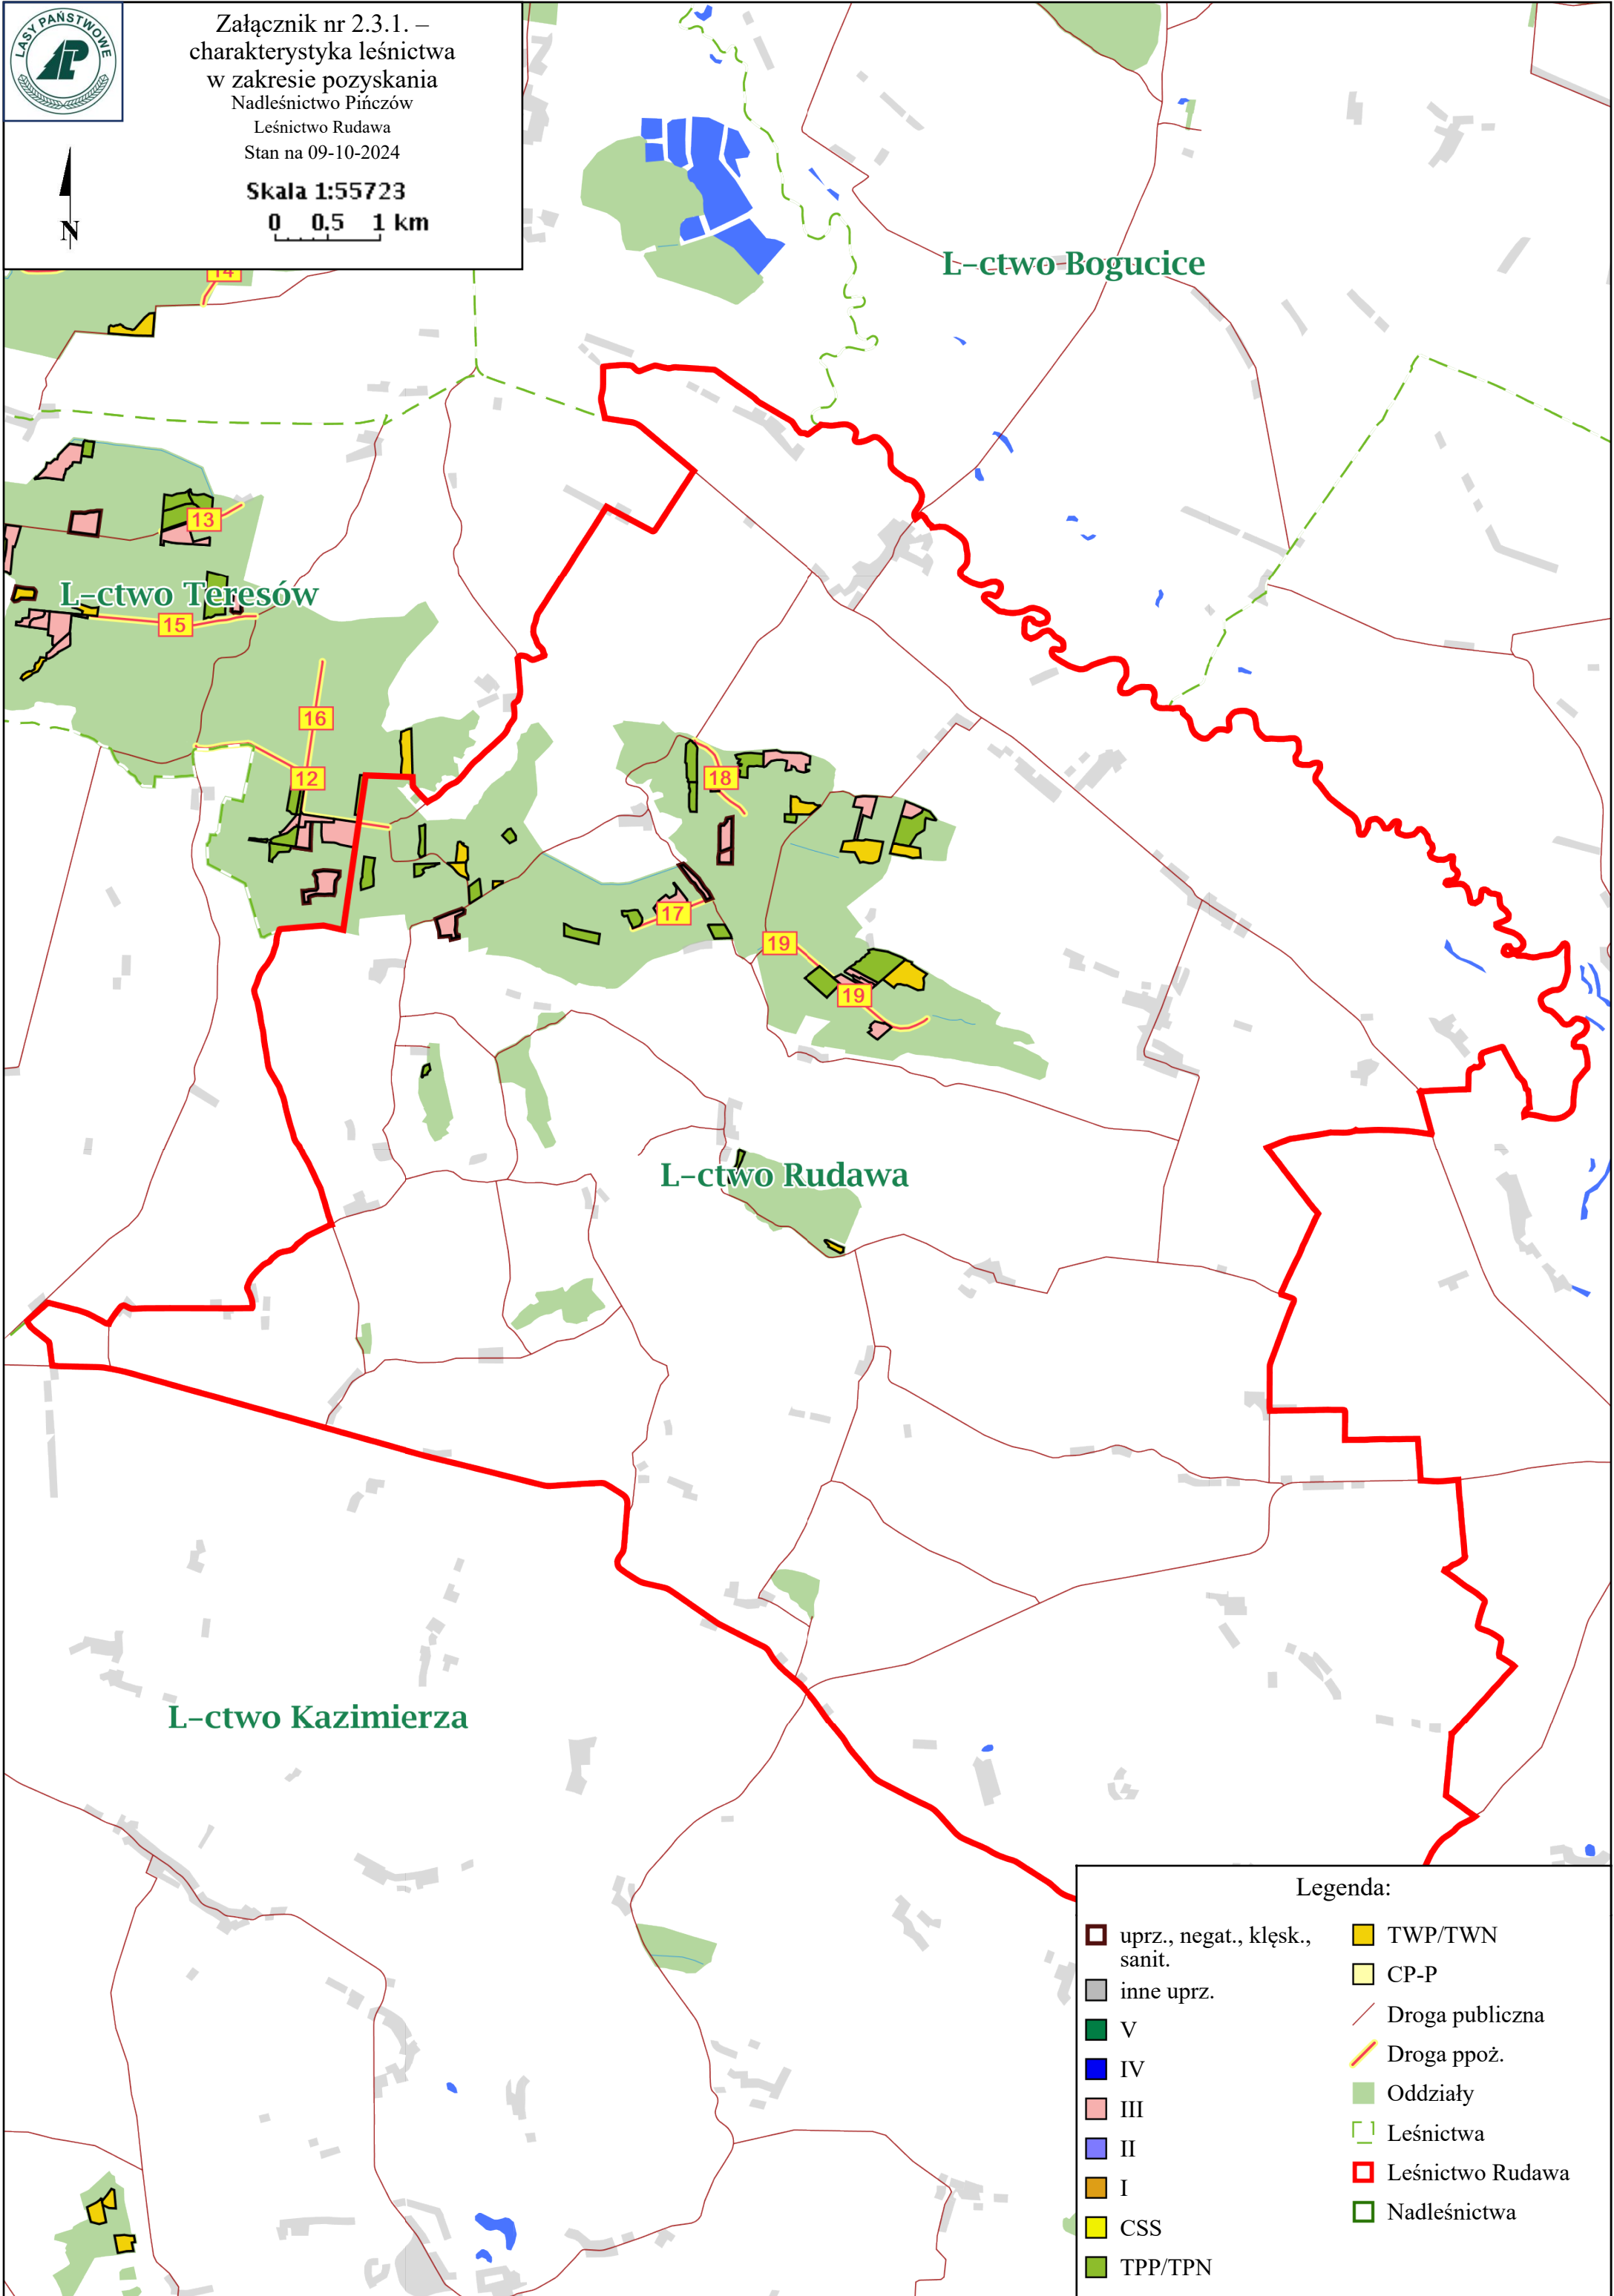 LASY PAŃSTWOWE
Załącznik nr 2.3.1. –
charakterystyka leśnictwa
w zakresie pozyskania
Nadleśnictwo Pińczów
Leśnictwo Rudawa
Stan na 09-10-2024
Skala 1:55723
0 0.5 1 km
N
14
L-ctwo Bogucice
13
L-ctwo Teresów
15
16
12
18
17
19
19
L-ctwo Rudawa
L-ctwo Kazimierza
Legenda:
uprz., negat., klęsk.,
sanit.
inne uprz.
V
IV
III
II
I
CSS
TPP/TPN
TWP/TWN
CP-P
Droga publiczna
Droga ppoż.
Oddziały
Leśnictwa
Leśnictwo Rudawa
Nadleśnictwa